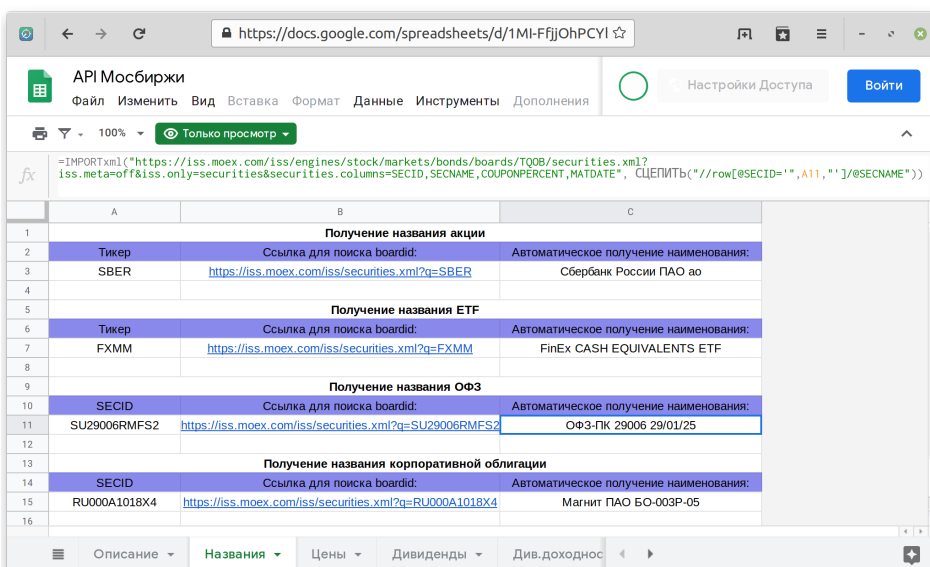 https://docs.google.com/spreadsheets/d/1MI-FfjjOhPCYl
API Мосбиржи
Файл Изменить Вид Вставка Формат Данные Инструменты Дополнения
Настройки Доступа
Войти
100% Только просмотр
fx
=IMPORTxml("https://iss.moex.com/iss/engines/stock/markets/bonds/boards/TQOB/securities.xml?
iss.meta=off&iss.only=securities&securities.columns=SECID,SECNAME,COUPONPERCENT,MATDATE", СЦЕПИТЬ("//row[@SECID='",A11,"']/@SECNAME"))
A B C
1 Получение названия акции
2 Тикер Ссылка для поиска boardid: Автоматическое получение наименования:
3 SBER https://iss.moex.com/iss/securities.xml?q=SBER Сбербанк России ПАО ао
4
5 Получение названия ETF
6 Тикер Ссылка для поиска boardid: Автоматическое получение наименования:
7 FXMM https://iss.moex.com/iss/securities.xml?q=FXMM FinEx CASH EQUIVALENTS ETF
8
9 Получение названия ОФЗ
10 SECID Ссылка для поиска boardid: Автоматическое получение наименования:
11 SU29006RMFS2 https://iss.moex.com/iss/securities.xml?q=SU29006RMFS2 ОФЗ-ПК 29006 29/01/25
12
13 Получение названия корпоративной облигации
14 SECID Ссылка для поиска boardid: Автоматическое получение наименования:
15 RU000A1018X4 https://iss.moex.com/iss/securities.xml?q=RU000A1018X4 Магнит ПАО БО-003Р-05
16
Описание Названия Цены Дивиденды Див.доходнос